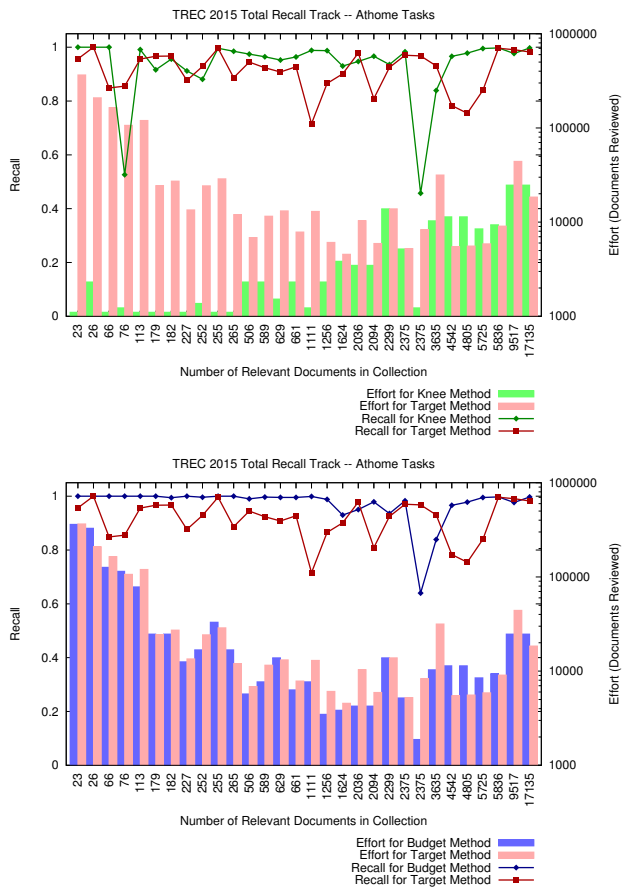 TREC 2015 Total Recall Track -- Athome Tasks
1
0.8
0.6
0.4
0.2
0
Recall
1000000
100000
10000
1000
Effort (Documents Reviewed)
23 26 66 76 113 179 182 227 252 255 265 506 589 629 661 1111 1256 1624 2036 2094 2299 2375 2375 3635 4542 4805 5725 5836 9517 17135
Number of Relevant Documents in Collection
Effort for Knee Method
Effort for Target Method
Recall for Knee Method
Recall for Target Method
TREC 2015 Total Recall Track -- Athome Tasks
1
0.8
0.6
0.4
0.2
0
Recall
1000000
100000
10000
1000
Effort (Documents Reviewed)
23 26 66 76 113 179 182 227 252 255 265 506 589 629 661 1111 1256 1624 2036 2094 2299 2375 2375 3635 4542 4805 5725 5836 9517 17135
Number of Relevant Documents in Collection
Effort for Budget Method
Effort for Target Method
Recall for Budget Method
Recall for Target Method